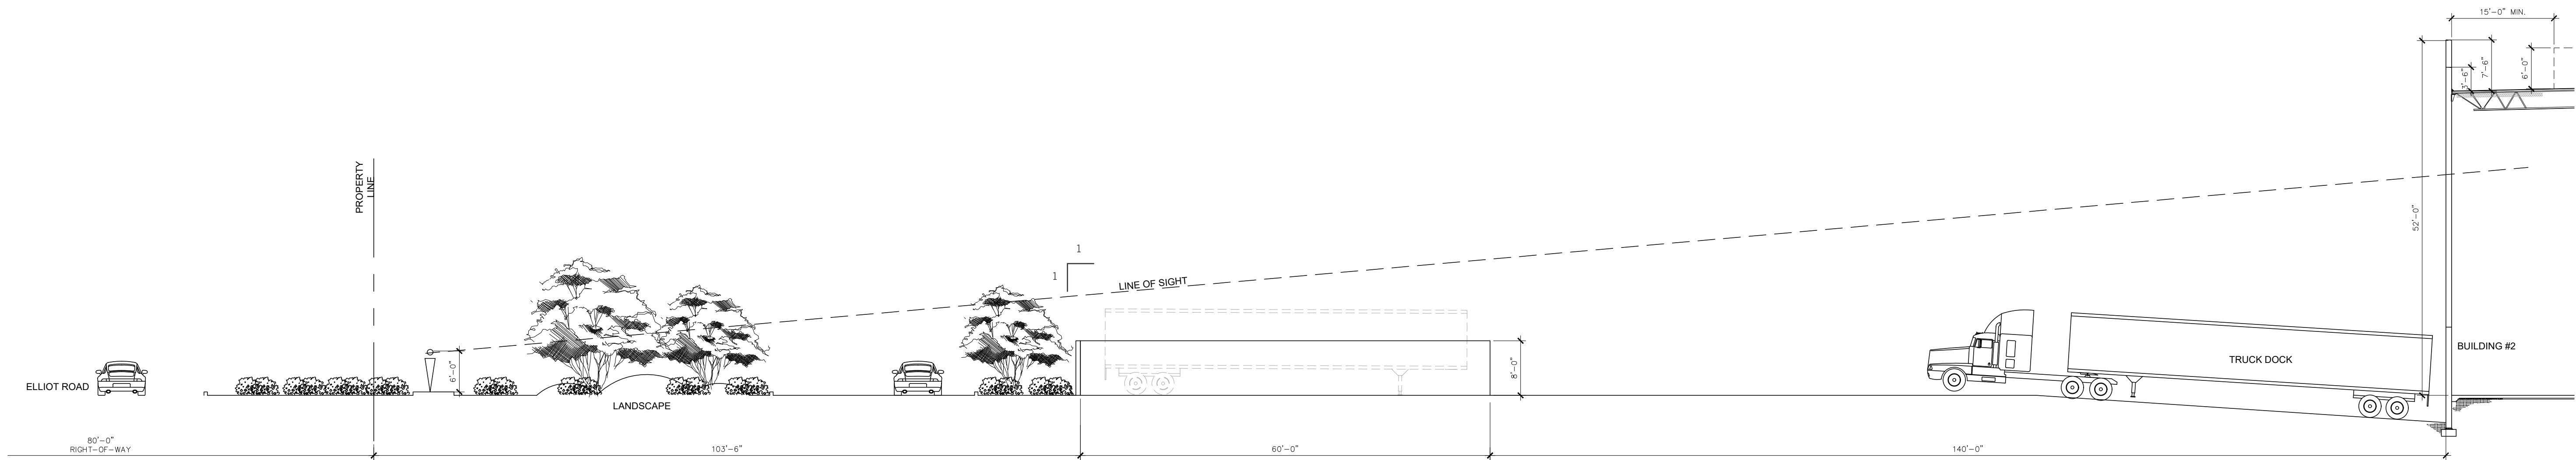 15'-0" MIN.
3'-6"
7'-6"
6'-0"
52'-0"
PROPERTY
LINE
1
1
LINE OF SIGHT
6'-0"
8'-0"
ELLIOT ROAD
LANDSCAPE
TRUCK DOCK
BUILDING #2
80'-0"
RIGHT-OF-WAY
103'-6"
60'-0"
140'-0"